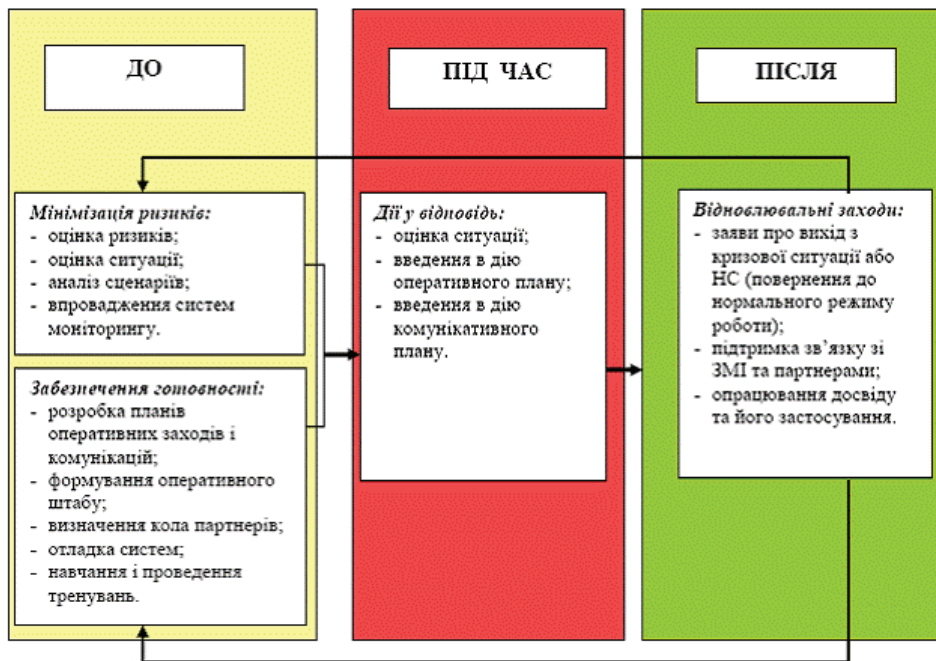 ДО
Мінімізація ризиків:
- оцінка ризиків;
- оцінка ситуації;
- аналіз сценаріїв;
- впровадження систем
моніторингу.
Забезпечення готовності:
- розробка планів
оперативних заходів і
комунікацій;
- формування оперативного
штабу;
- визначення кола партнерів;
- отладка систем;
- навчання і проведення
тренувань.
ПІД ЧАС
Дії у відповідь:
- оцінка ситуації;
- введення в дію
оперативного плану;
- введення в дію
комунікативного
плану.
ПІСЛЯ
Відновлювальні заходи:
- заяви про вихід з
кризової ситуації або
НС (повернення до
нормального режиму
роботи);
- підтримка зв’язку зі
ЗМІ та партнерами;
- опрацювання досвіду
та його застосування.